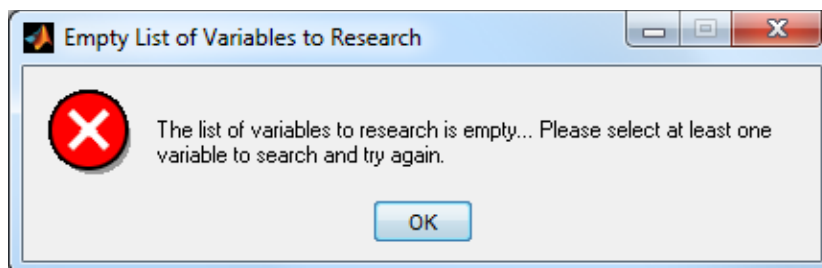 Empty List of Variables to Research
The list of variables to research is empty... Please select at least one
variable to search and try again.
OK